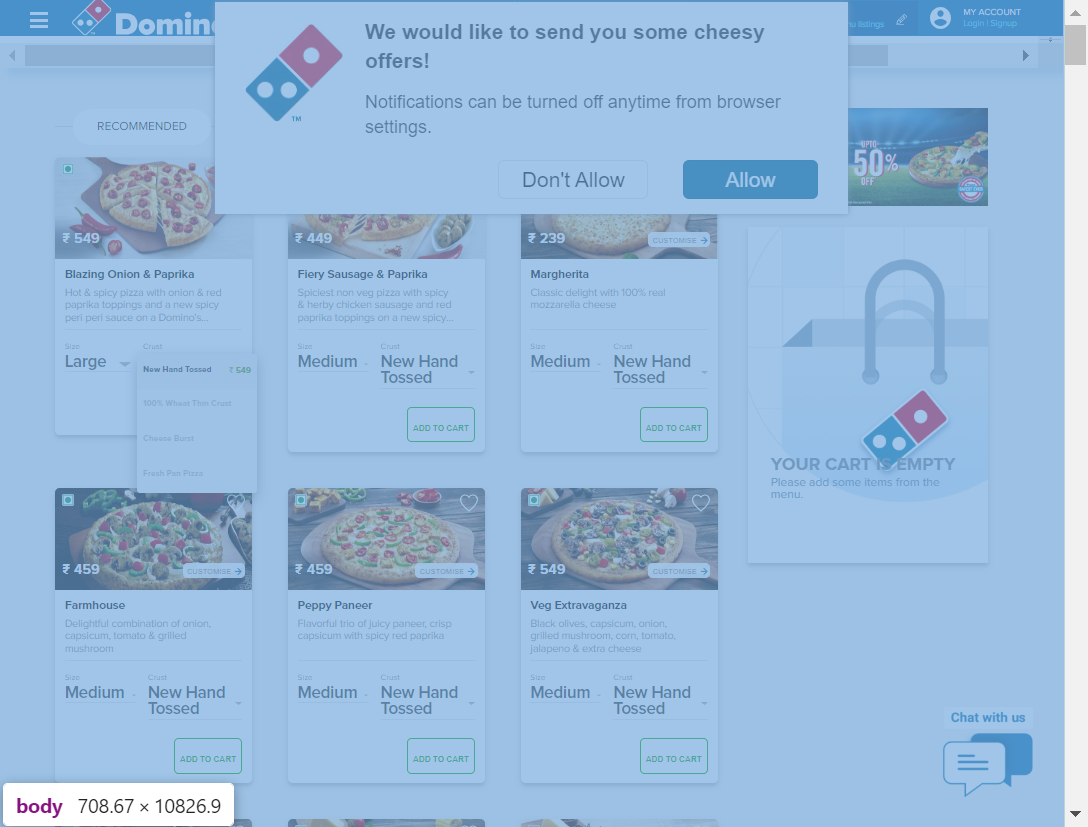 Domino
We would like to send you some cheesy
offers!
Notifications can be turned off anytime from browser
settings.
Don't Allow
Allow
nu listings
MY ACCOUNT
Login | Signup
RECOMMENDED
UPTO
50%
OFF
₹ 549
Blazing Onion & Paprika
Hot & spicy pizza with onion & red
paprika toppings and a new spicy
peri peri sauce on a Domino's...
Size
Crust
Large
New Hand Tossed ₹ 549
100% Wheat Thin Crust
Cheese Burst
Fresh Pan Pizza
₹ 449
Fiery Sausage & Paprika
Spiciest non veg pizza with spicy
& herby chicken sausage and red
paprika toppings on a new spicy...
Size
Crust
Medium
New Hand
Tossed
ADD TO CART
₹ 239
CUSTOMISE
Margherita
Classic delight with 100% real
mozzarella cheese
Size
Crust
Medium
New Hand
Tossed
ADD TO CART
YOUR CART IS EMPTY
Please add some items from the
menu.
₹ 459
CUSTOMISE
Farmhouse
Delightful combination of onion,
capsicum, tomato & grilled
mushroom
Size
Crust
Medium
New Hand
Tossed
ADD TO CART
₹ 459
CUSTOMISE
Peppy Paneer
Flavorful trio of juicy paneer, crisp
capsicum with spicy red paprika
Size
Crust
Medium
New Hand
Tossed
ADD TO CART
₹ 549
CUSTOMISE
Veg Extravaganza
Black olives, capsicum, onion,
grilled mushroom, corn, tomato,
jalapeno & extra cheese
Size
Crust
Medium
New Hand
Tossed
ADD TO CART
Chat with us
body 708.67 × 10826.9